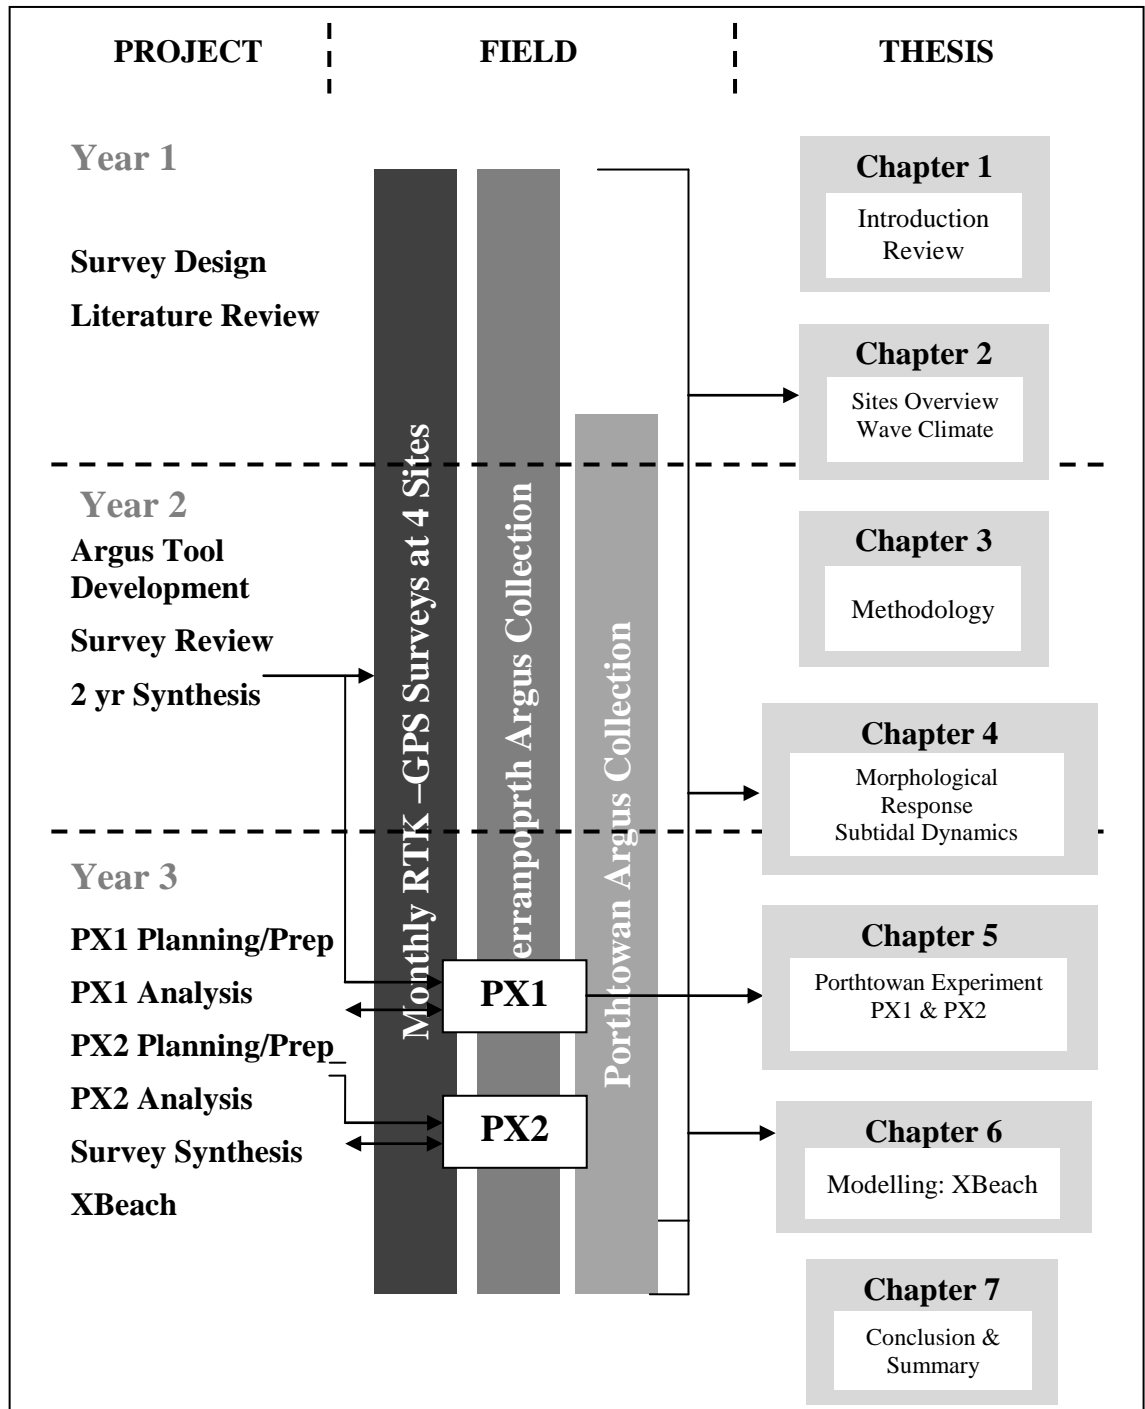 PROJECT
FIELD
THESIS
Year 1
Survey Design
Literature Review
Year 2
Argus Tool
Development
Survey Review
2 yr Synthesis
Year 3
PX1 Planning/Prep
PX1 Analysis
PX2 Planning/Prep
PX2 Analysis
Survey Synthesis
XBeach
Monthly RTK –GPS Surveys at 4 Sites
erranpoprth Argus Collection
Porthtowan Argus Collection
PX1
PX2
Chapter 1
Introduction
Review
Chapter 2
Sites Overview
Wave Climate
Chapter 3
Methodology
Chapter 4
Morphological
Response
Subtidal Dynamics
Chapter 5
Porthtowan Experiment
PX1 & PX2
Chapter 6
Modelling: XBeach
Chapter 7
Conclusion &
Summary